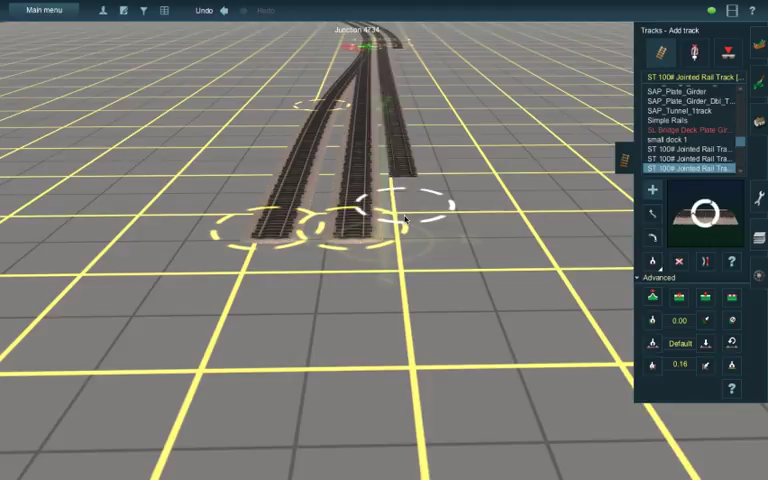 Main menu
Undo
Redo
?
Junction 4734
Tracks - Add track
ST 100# Jointed Rail Track [...
SAP_Plate_Girder
SAP_Plate_Girder_Dbl_T...
SAP_Tunnel_1track
Simple Rails
SL Bridge Deck Plate Gir...
small dock 1
ST 100# Jointed Rail Tra...
ST 100# Jointed Rail Tra...
ST 100# Jointed Rail Tra...
?
Advanced
0.00
Default
0.16
?